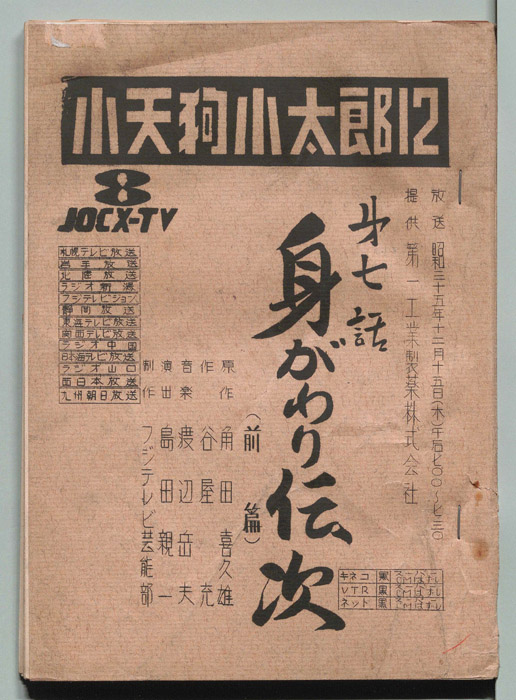 小天狗小太郎12
8
JOCX-TV
放送 昭和三十五年十二月十五日(木)午后七・〇〇~七・三〇
提供 第一工業製薬株式会社
才七話
身がわり伝次
(前篇)
原作 角田喜久雄
作 谷屋充
音楽 渡辺岳夫
演出 島田親一
制作 フジテレビ芸能部
札幌テレビ放送
岩手放送
北陸放送
ラジオ新潟
フジテレビジョン
静岡放送
東海テレビ放送
関西テレビ放送
ラジオ中国
日本海テレビ放送
ラジオ山口
西日本放送
九州朝日放送
キネコ
VTR
ネット